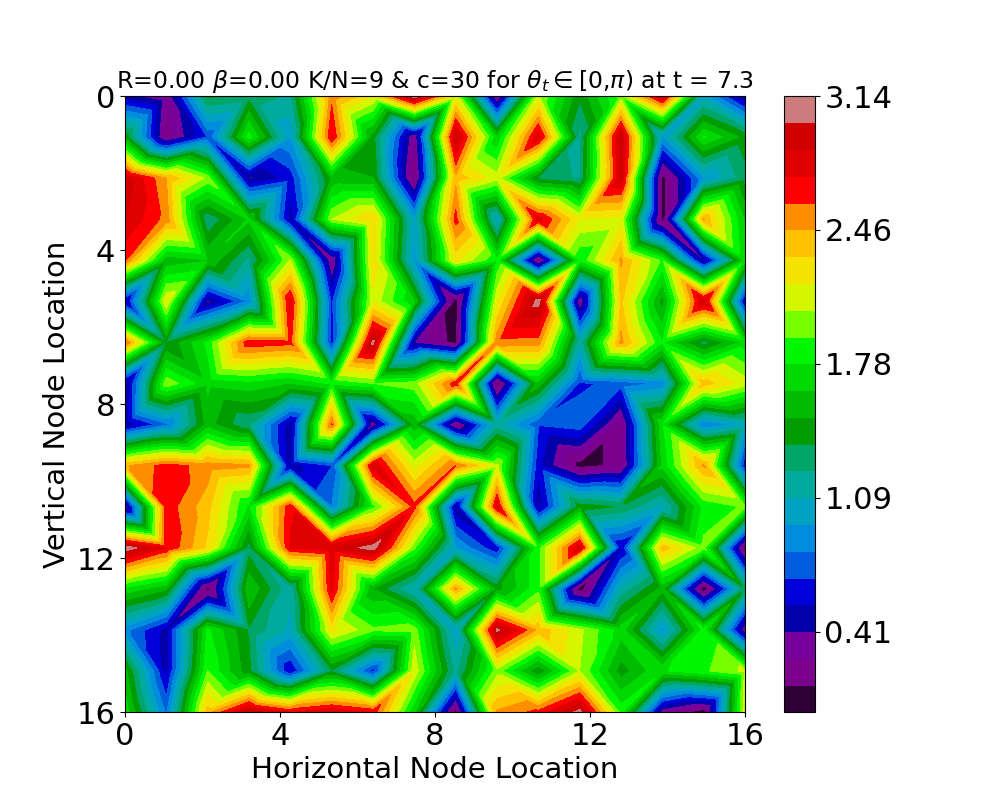 R=0.00 β=0.00 K/N=9 & c=30 for θ_t ∈ [0,π) at t = 7.3
0
4
8
12
16
Vertical Node Location
0 4 8 12 16
Horizontal Node Location
3.14
2.46
1.78
1.09
0.41